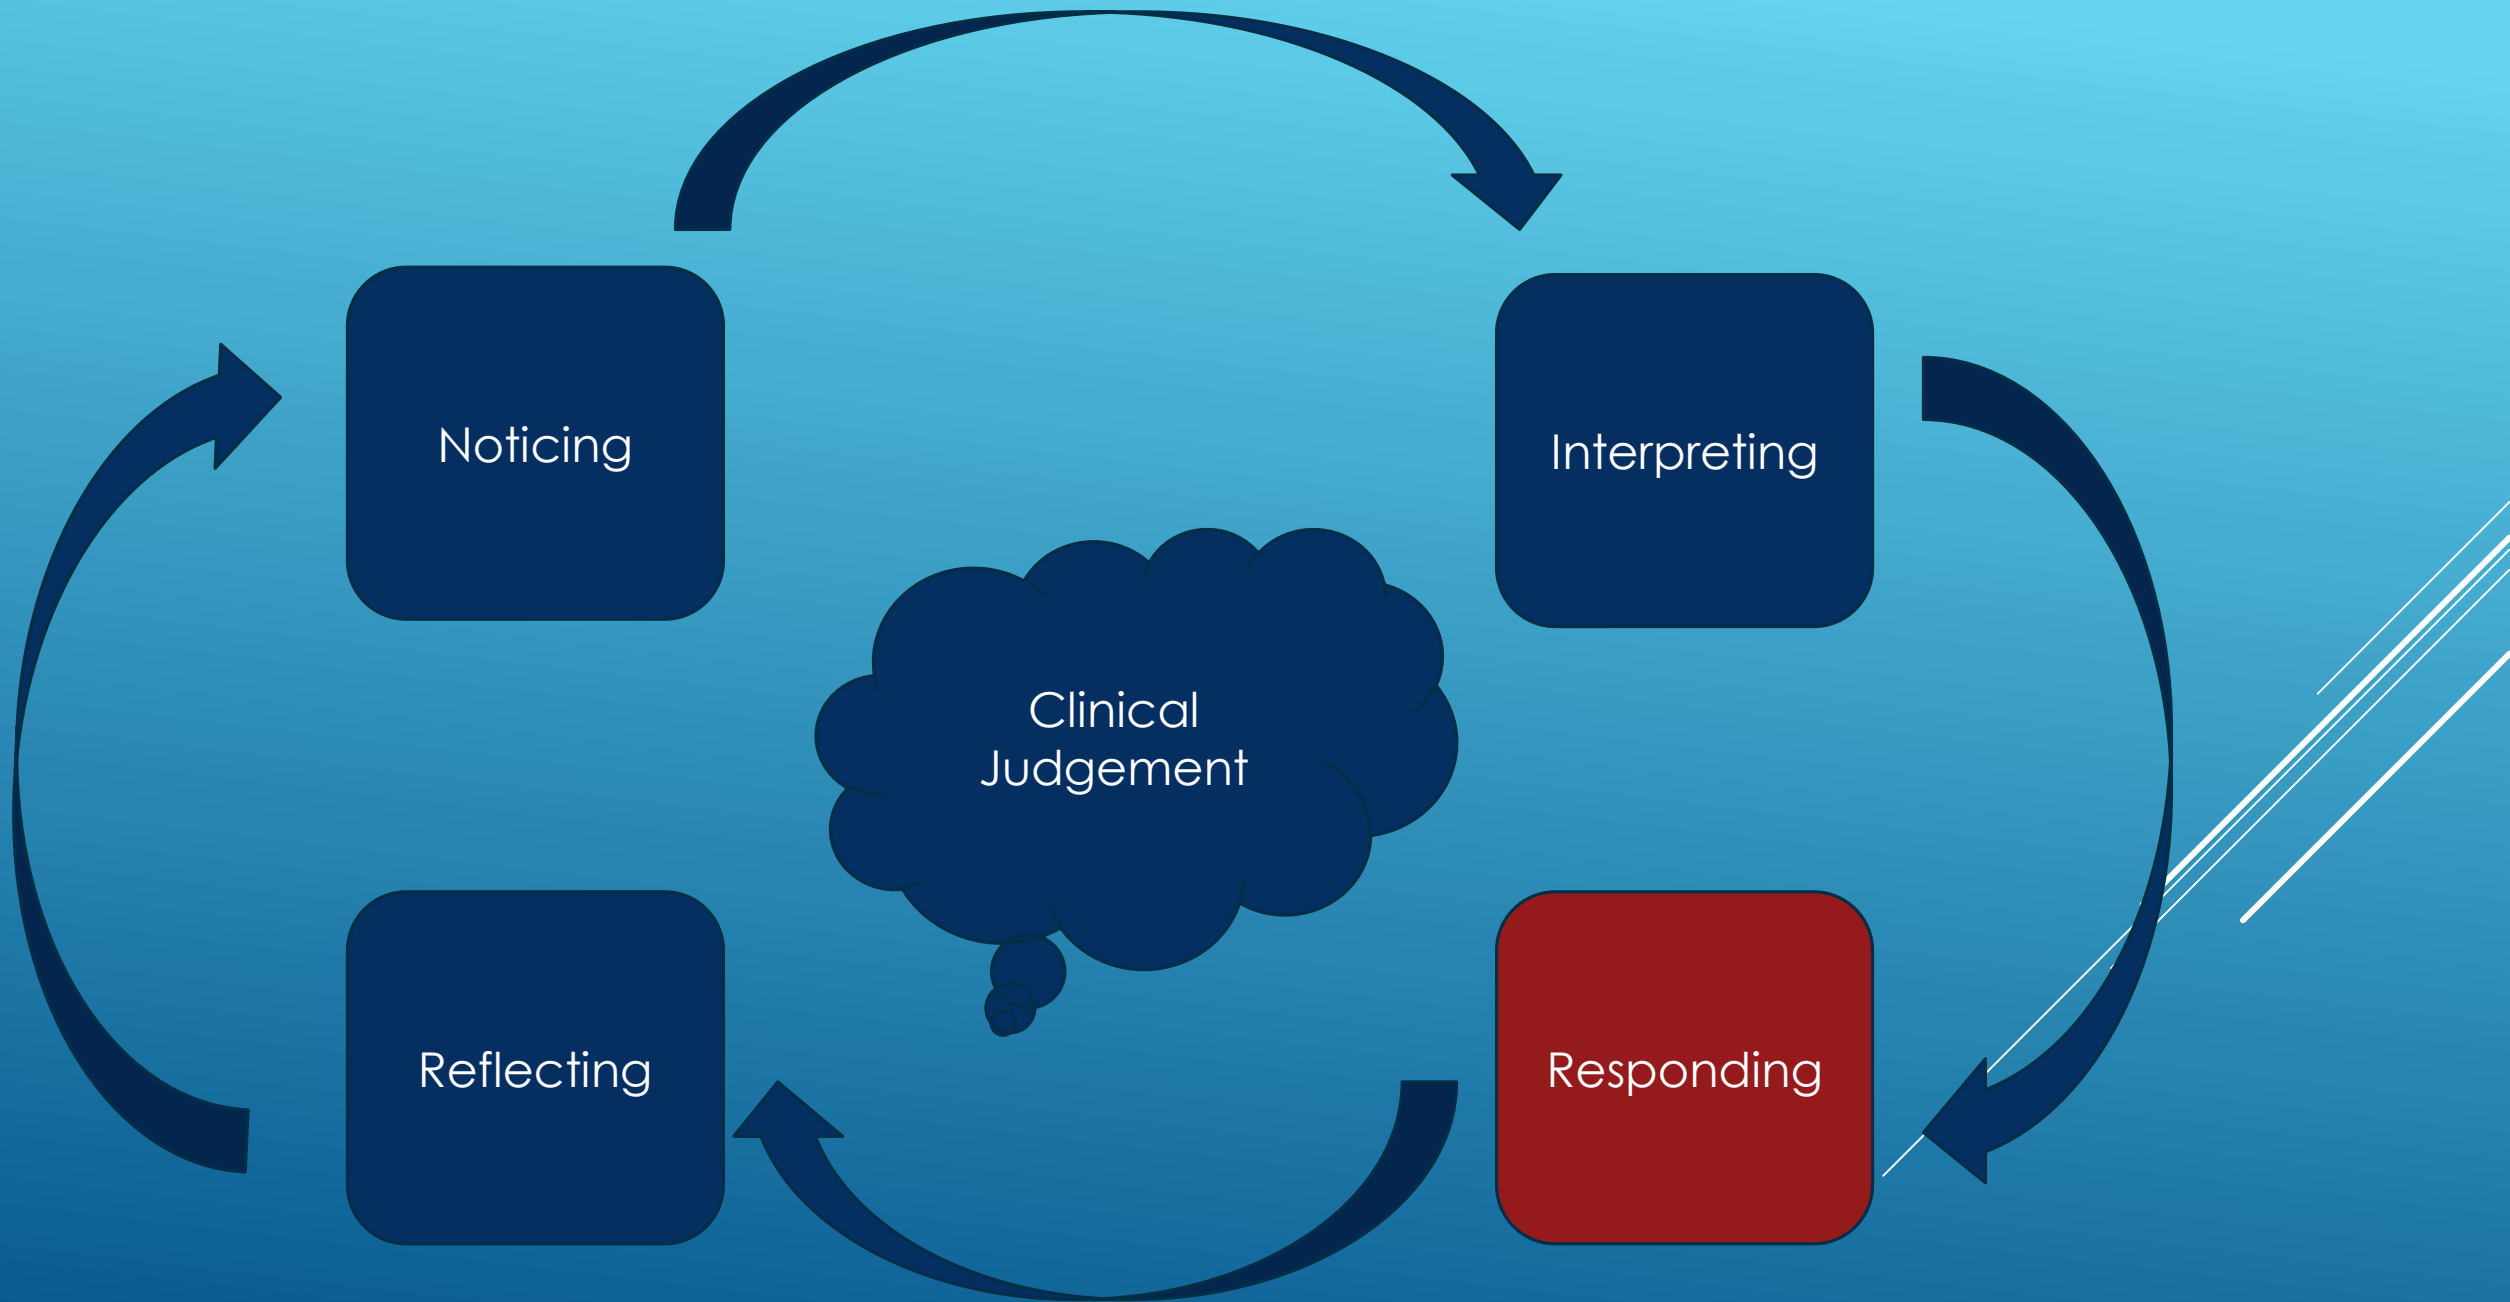 Noticing
Interpreting
Clinical
Judgement
Reflecting
Responding